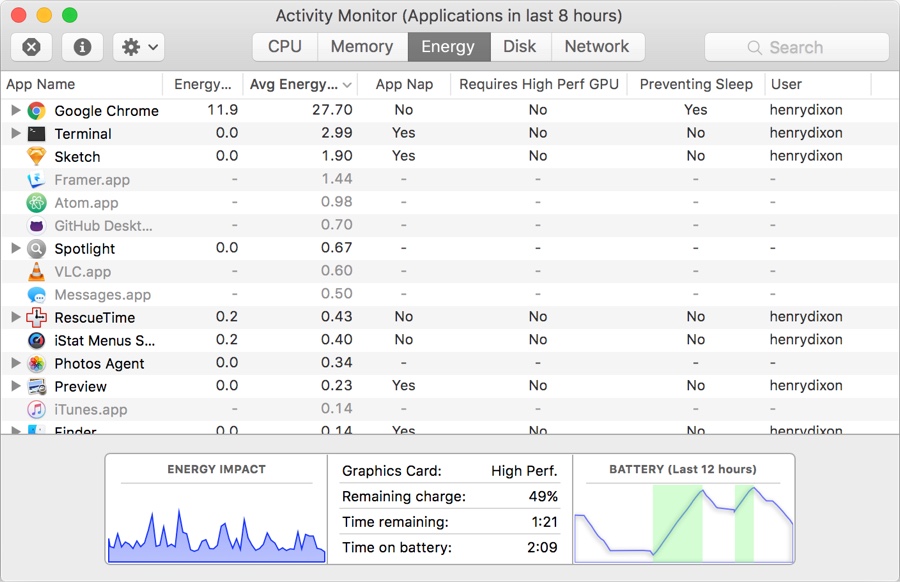 Activity Monitor (Applications in last 8 hours)
CPU Memory Energy Disk Network Search
App Name Energy... Avg Energy... App Nap Requires High Perf GPU Preventing Sleep User
Google Chrome 11.9 27.70 No No Yes henrydixon
Terminal 0.0 2.99 Yes No No henrydixon
Sketch 0.0 1.90 Yes No No henrydixon
Framer.app - 1.44 - - - -
Atom.app - 0.98 - - - -
GitHub Deskt... - 0.70 - - - -
Spotlight 0.0 0.67 - - - -
VLC.app - 0.60 - - - -
Messages.app - 0.50 - - - -
RescueTime 0.2 0.43 No No No henrydixon
iStat Menus S... 0.2 0.40 No No No henrydixon
Photos Agent 0.0 0.34 - - - -
Preview 0.0 0.23 Yes No No henrydixon
iTunes.app - 0.14 - - - -
Finder 0.0 0.14 Yes No No henrydixon
ENERGY IMPACT
Graphics Card: High Perf.
Remaining charge: 49%
Time remaining: 1:21
Time on battery: 2:09
BATTERY (Last 12 hours)